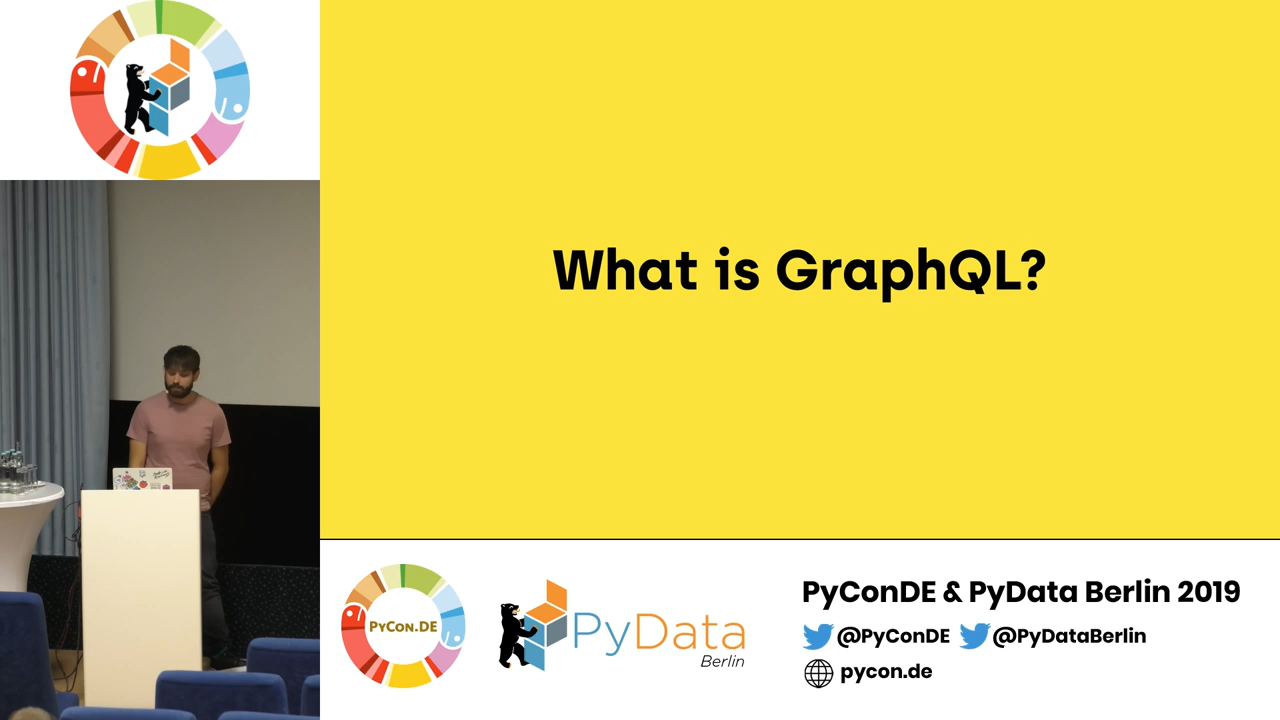 What is GraphQL?
PyCon.DE
PyData
Berlin
PyConDE & PyData Berlin 2019
@PyConDE @PyDataBerlin
pycon.de